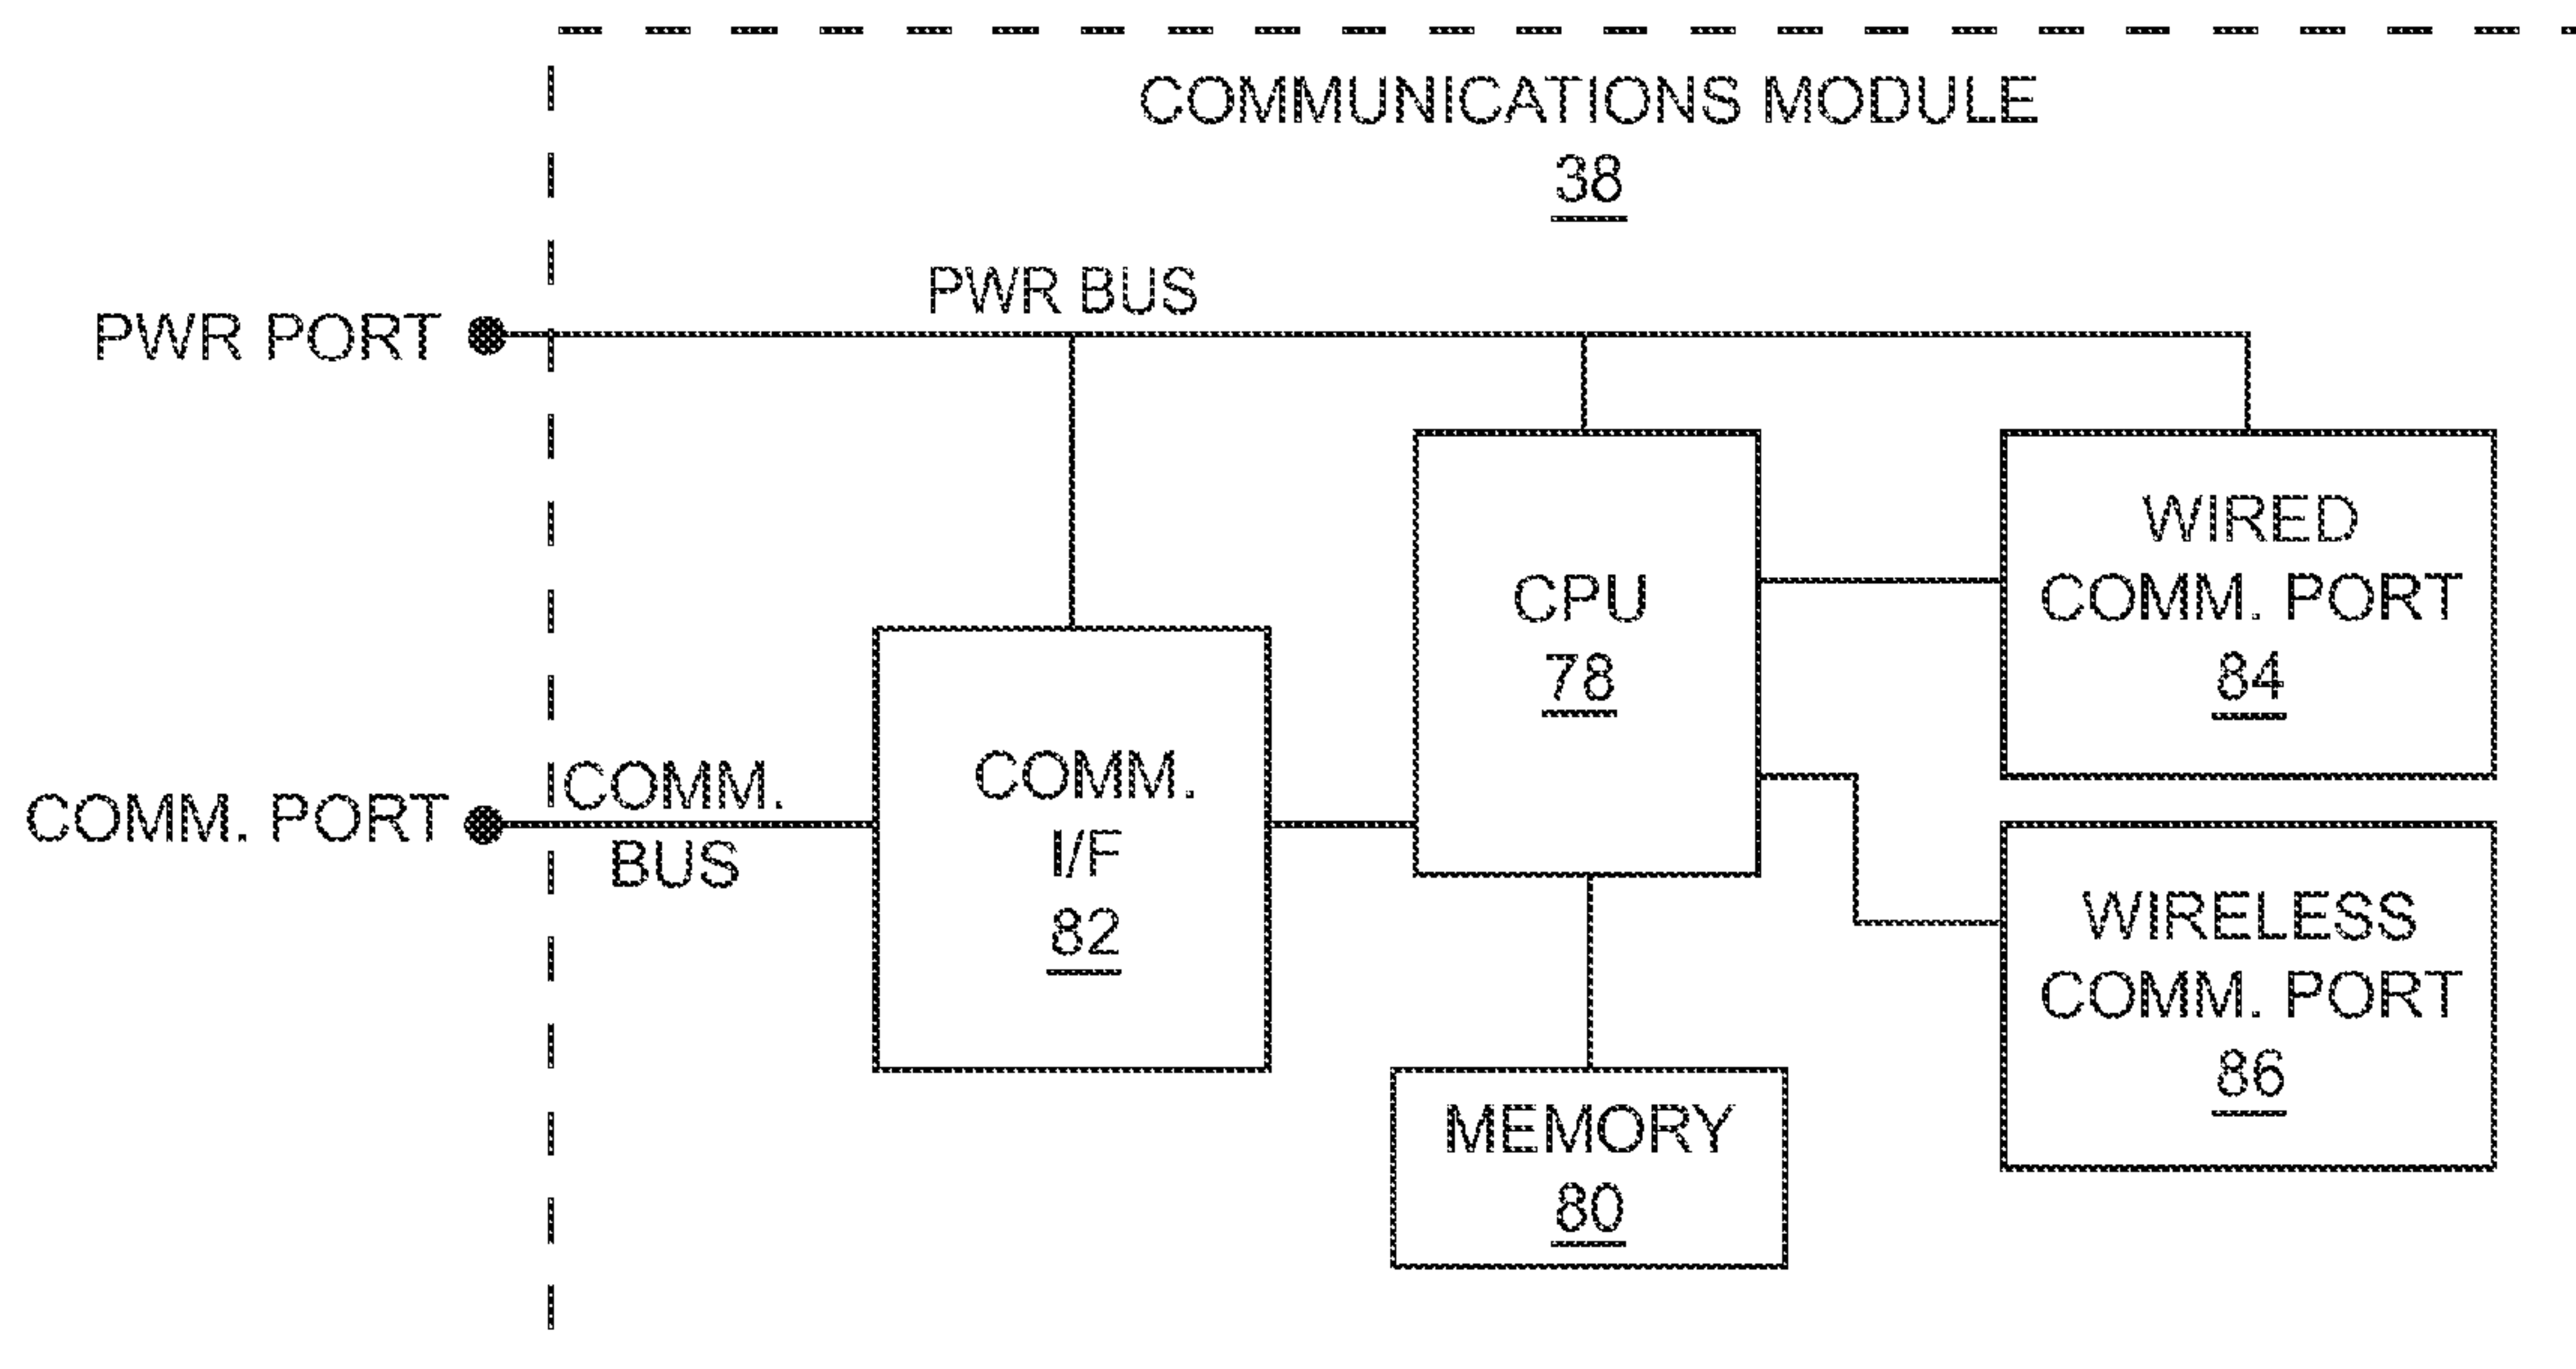 COMMUNICATIONS MODULE
38
PWR BUS
PWR PORT
WIRED
COMM. PORT
84
CPU
78
COMM.
I/F
82
COMM.
BUS
COMM. PORT
WIRELESS
COMM. PORT
86
MEMORY
80